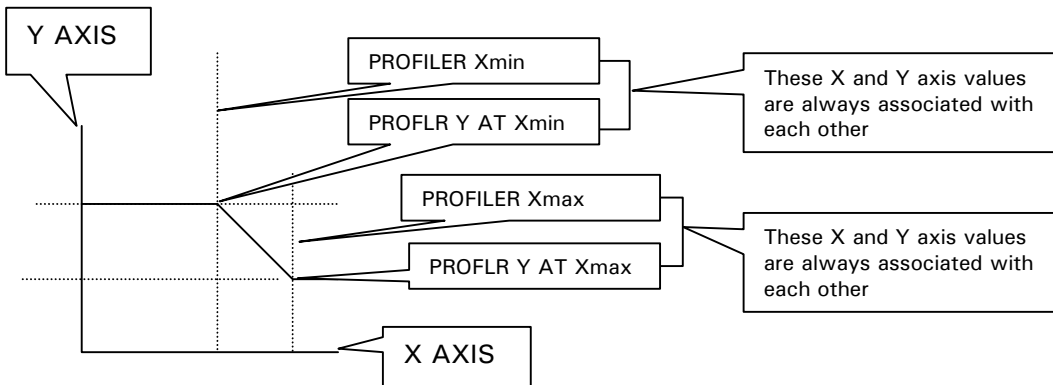 Y AXIS
PROFILER Xmin
PROFLR Y AT Xmin
These X and Y axis values
are always associated with
each other
PROFILER Xmax
PROFLR Y AT Xmax
These X and Y axis values
are always associated with
each other
X AXIS